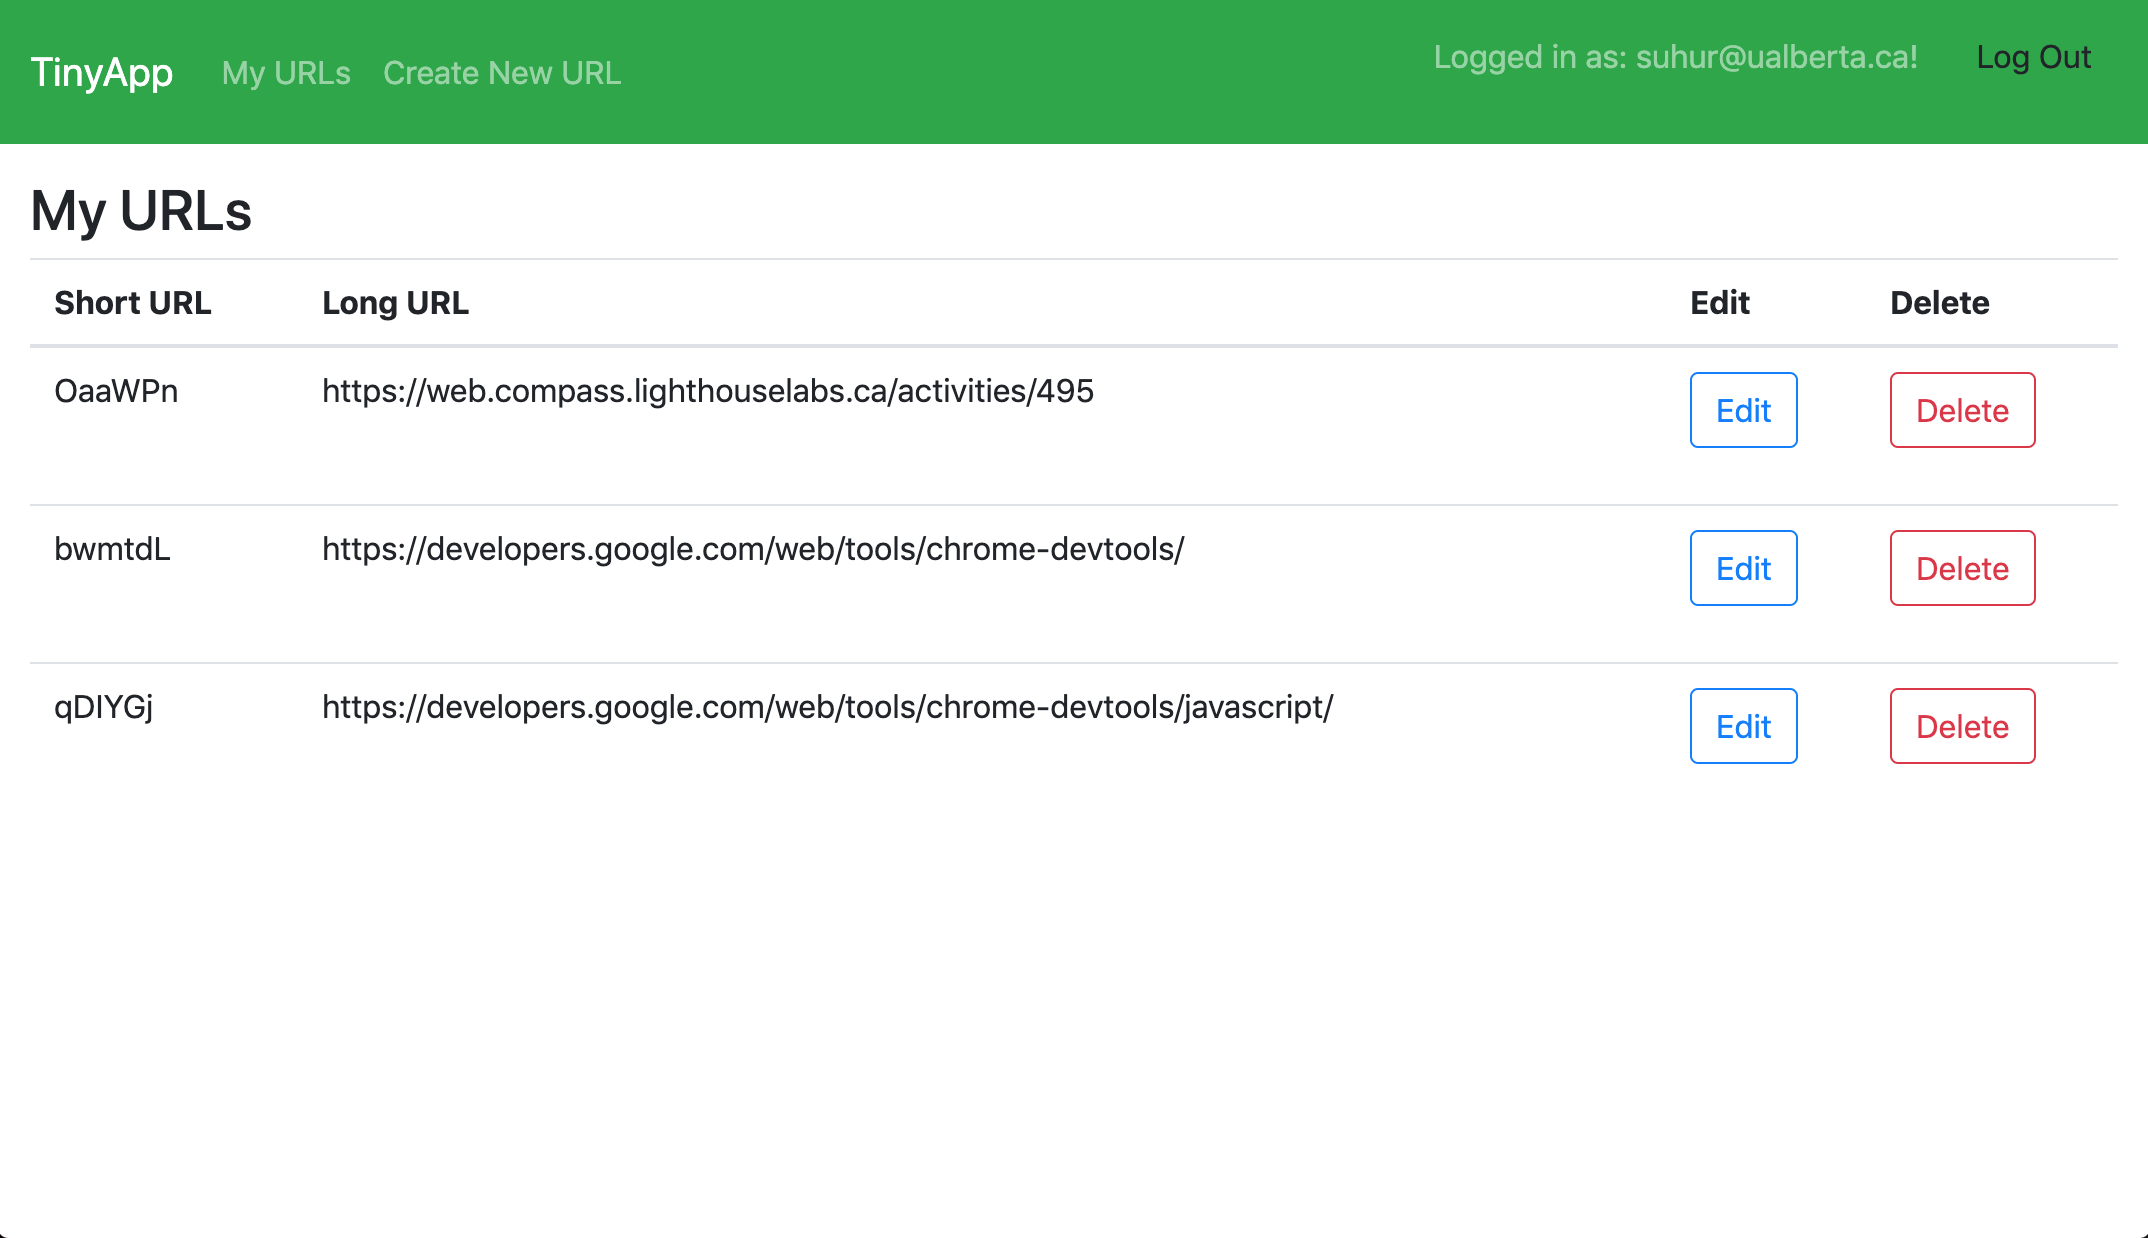 TinyApp My URLs Create New URL Logged in as: suhur@ualberta.ca! Log Out
My URLs
Short URL Long URL Edit Delete
OaaWPn https://web.compass.lighthouselabs.ca/activities/495 Edit Delete
bwmtdL https://developers.google.com/web/tools/chrome-devtools/ Edit Delete
qDIYGj https://developers.google.com/web/tools/chrome-devtools/javascript/ Edit Delete